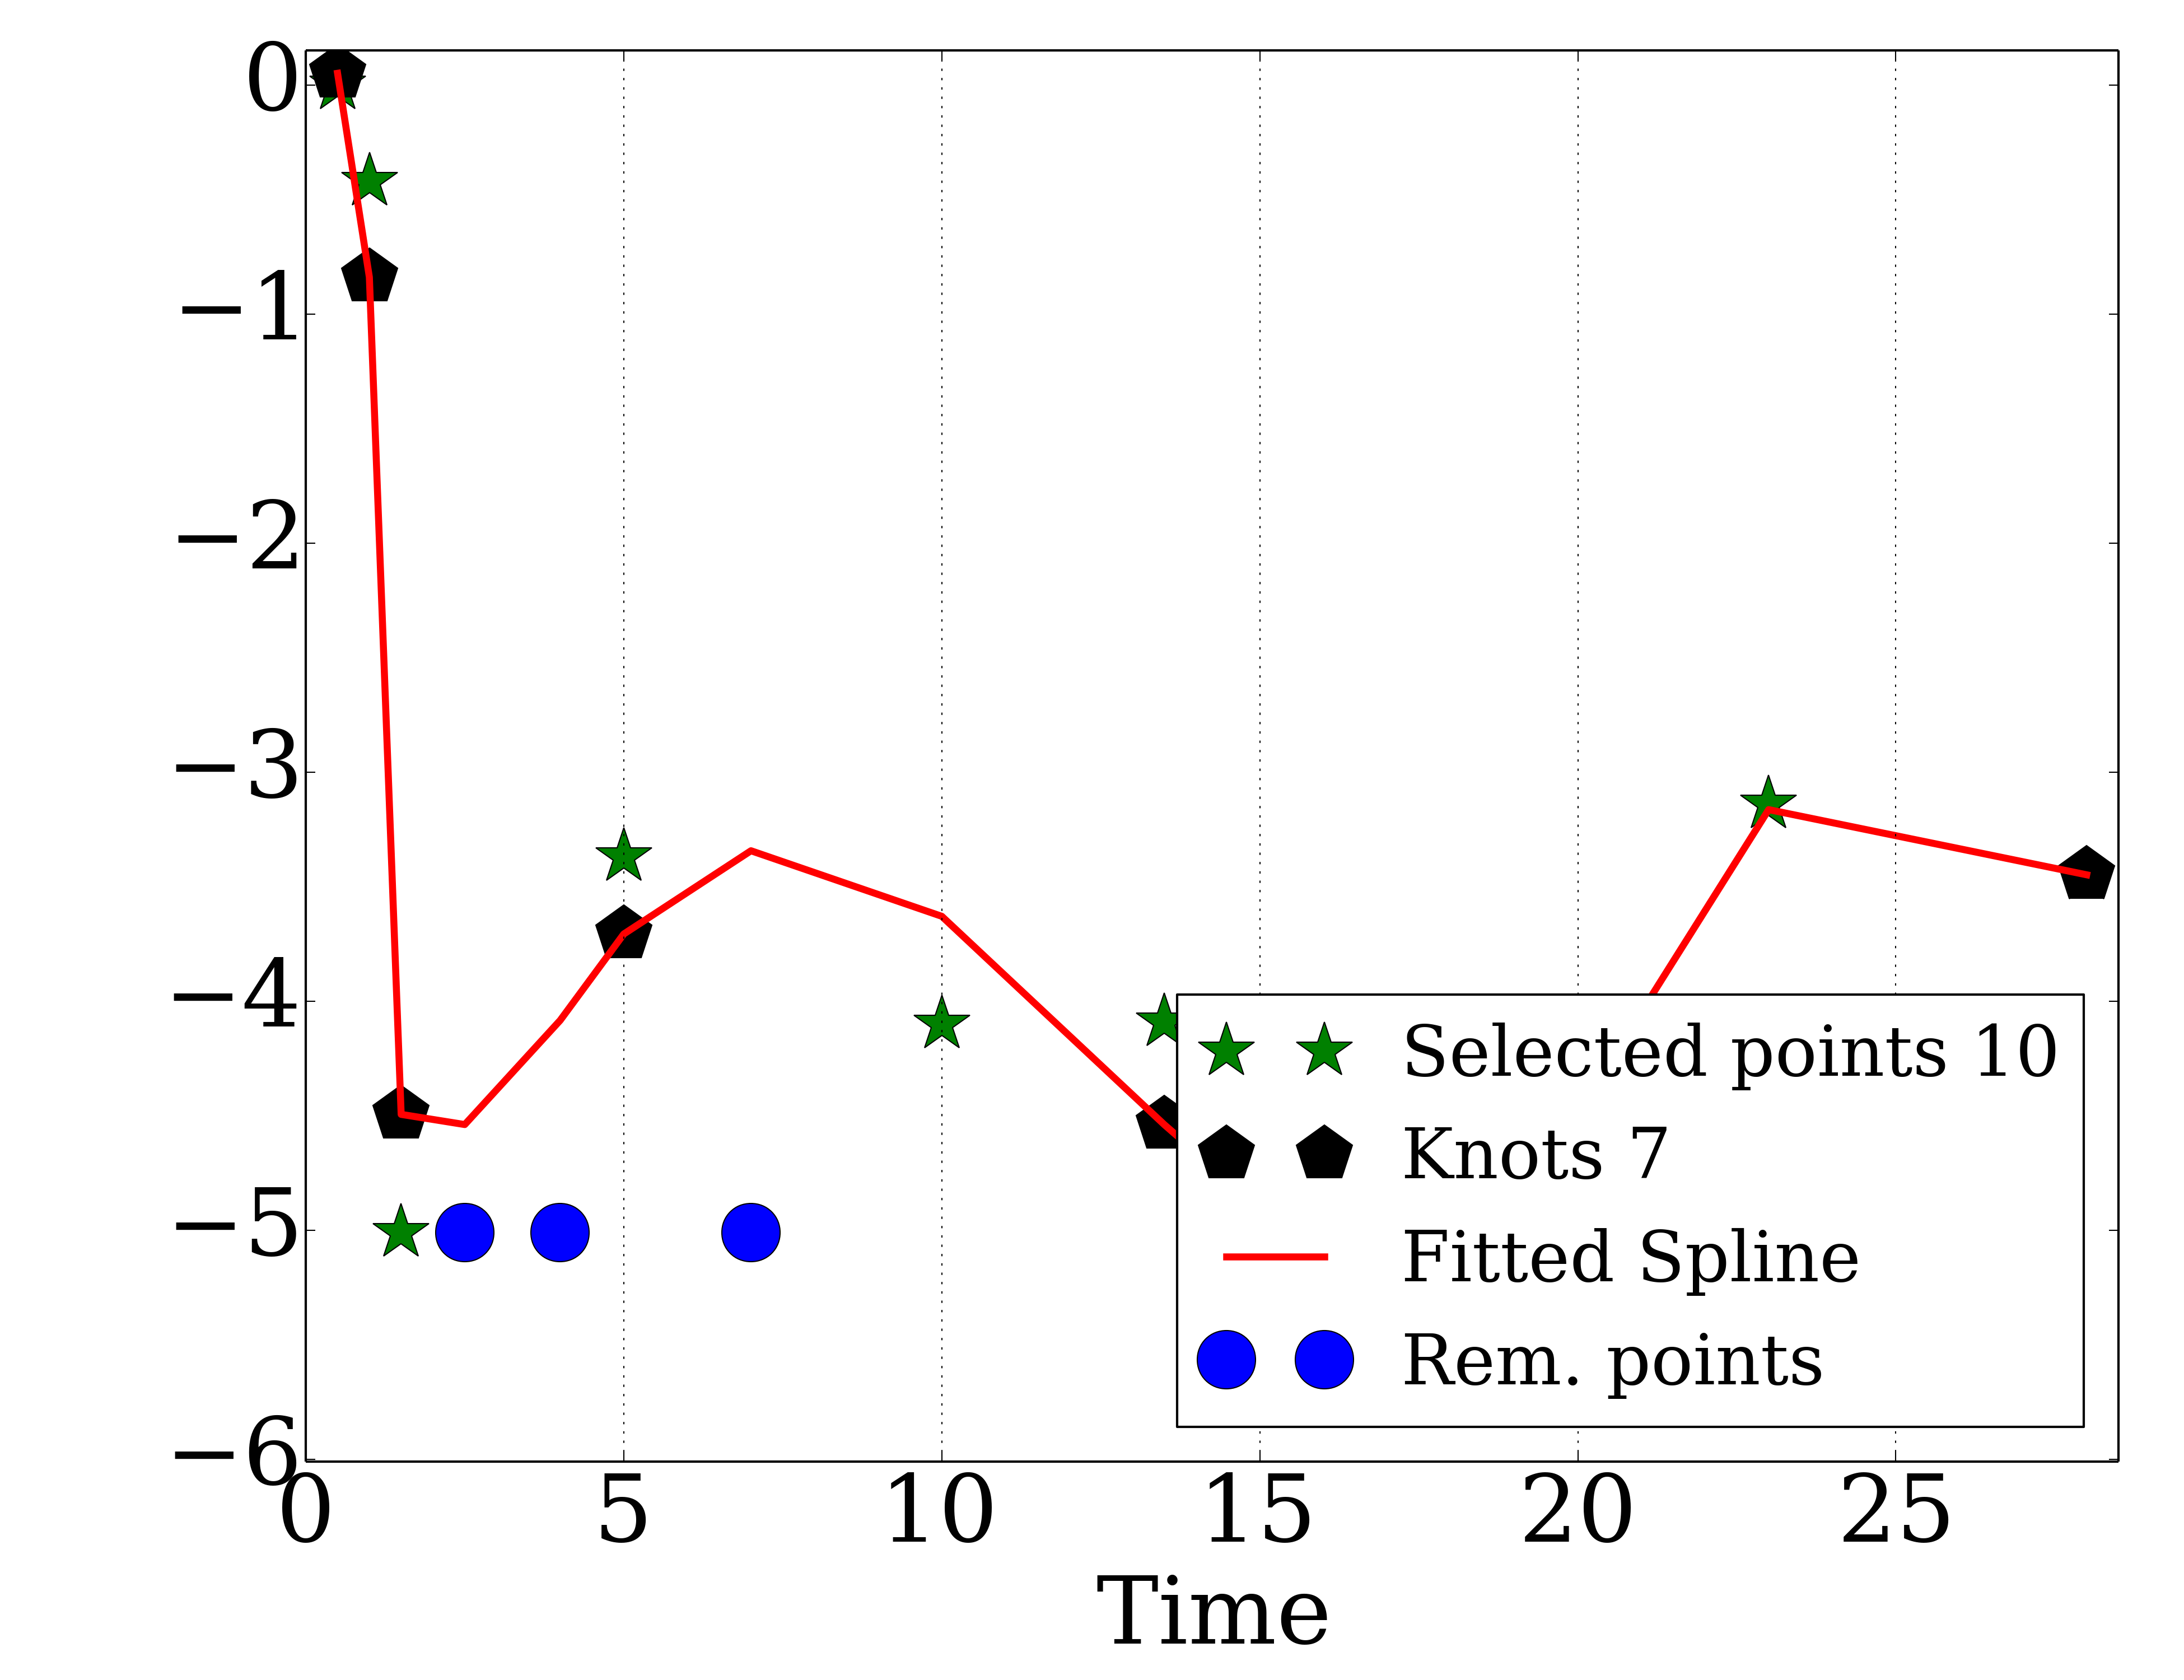 0
−1
−2
−3
−4
−5
−6
Selected points 10
Knots 7
Fitted Spline
Rem. points
0 5 10 15 20 25
Time